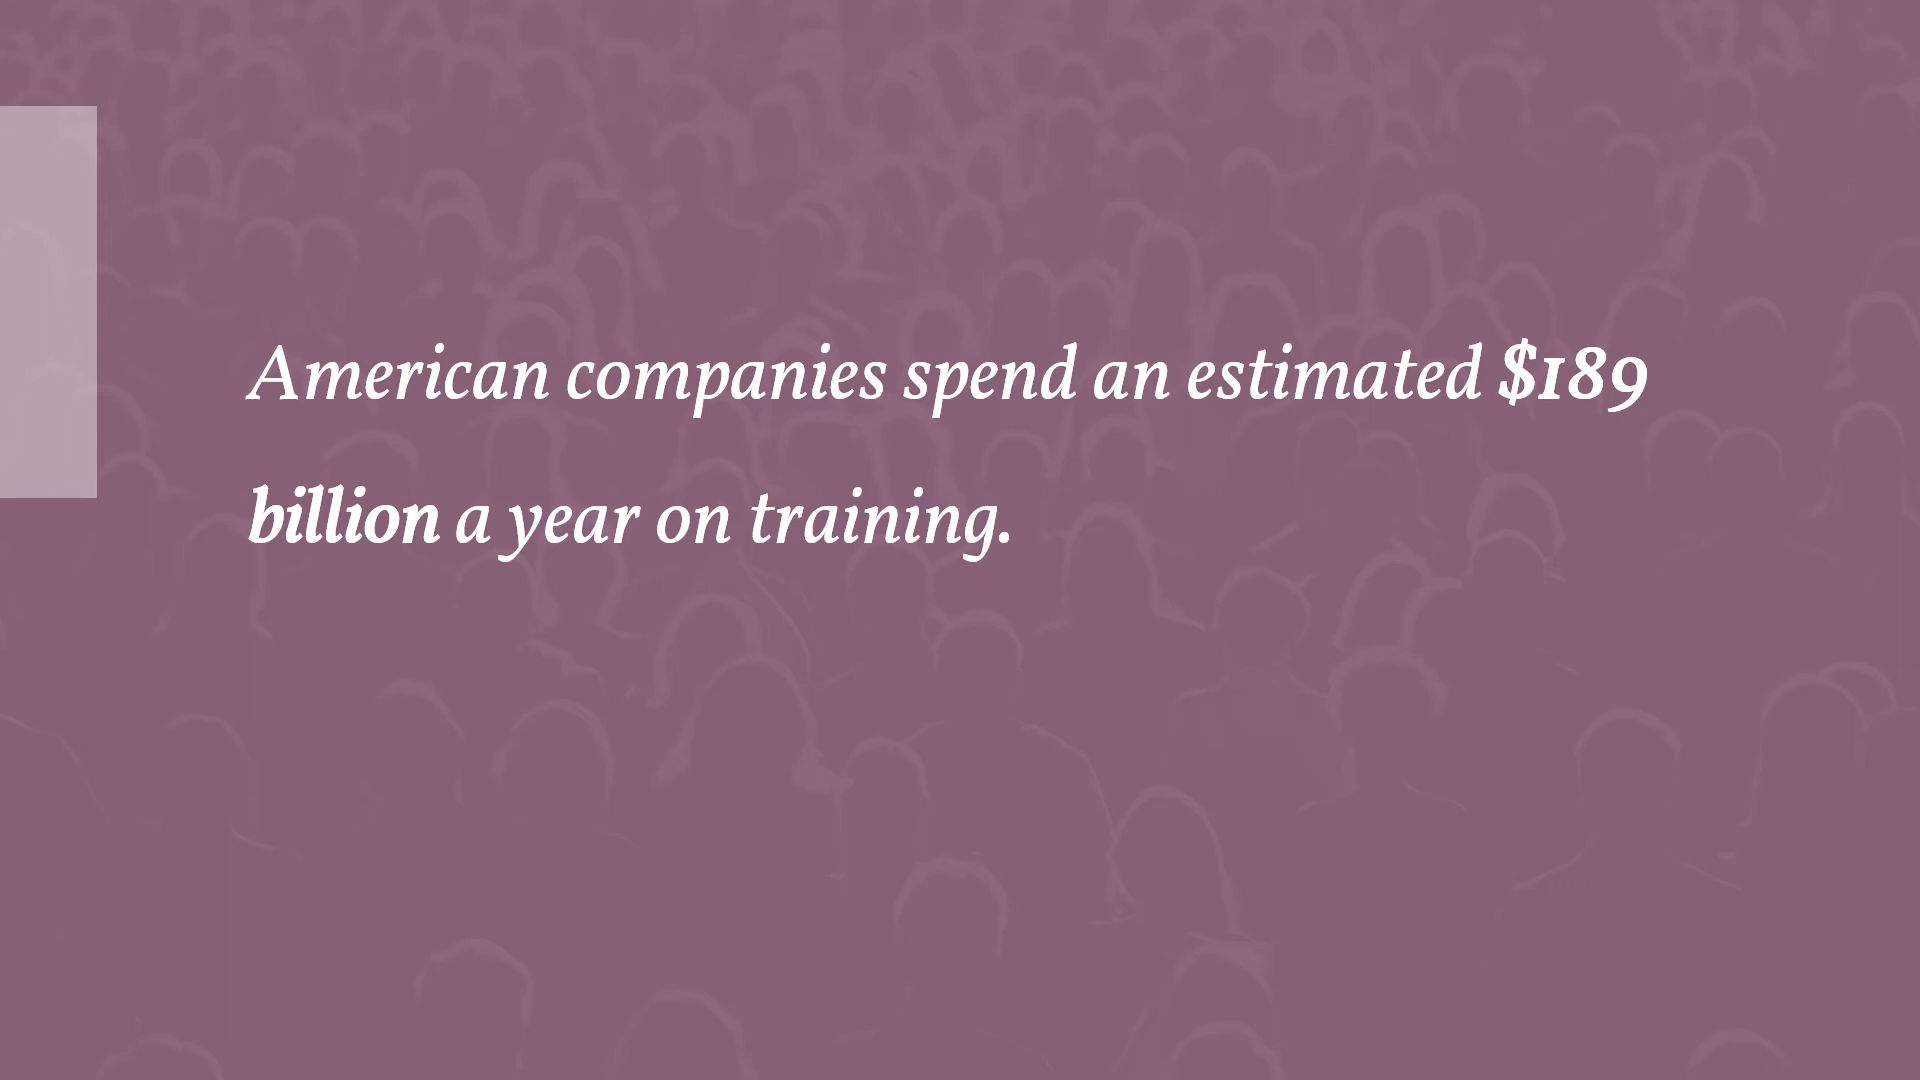 American companies spend an estimated $189
billion a year on training.